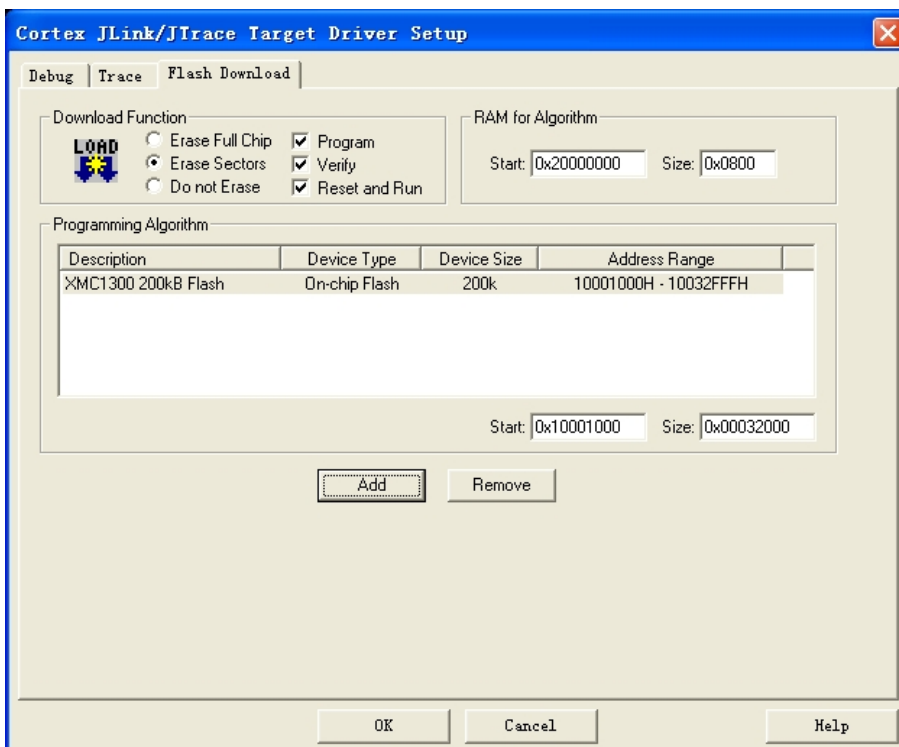 Cortex JLink/JTrace Target Driver Setup
Debug Trace Flash Download
Download Function
LOAD
Erase Full Chip Program
Erase Sectors Verify
Do not Erase Reset and Run
RAM for Algorithm
Start: 0x20000000 Size: 0x0800
Programming Algorithm
Description Device Type Device Size Address Range
XMC1300 200kB Flash On-chip Flash 200k 10001000H - 10032FFFH
Start: 0x10001000 Size: 0x00032000
Add Remove
OK Cancel Help